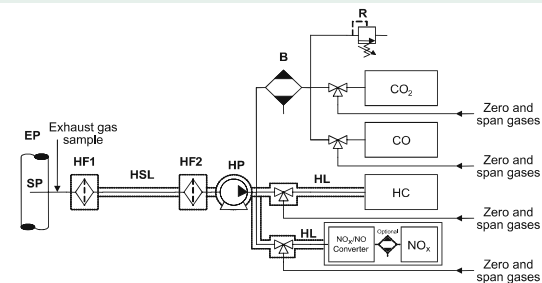 R
B
CO2
Zero and
span gases
EP
Exhaust gas
sample
CO
Zero and
span gases
HF1
HSL
HF2
HP
HL
SP
HC
Zero and
span gases
HL
NOx/NO
Converter
Optional
NOx
Zero and
span gases